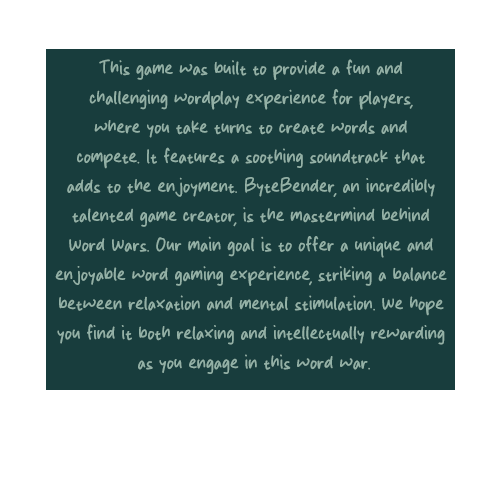 This game was built to provide a fun and
challenging wordplay experience for players,
where you take turns to create words and
compete. It features a soothing soundtrack that
adds to the enjoyment. ByteBender, an incredibly
talented game creator, is the mastermind behind
Word Wars. Our main goal is to offer a unique and
enjoyable word gaming experience, striking a balance
between relaxation and mental stimulation. We hope
you find it both relaxing and intellectually rewarding
as you engage in this word war.